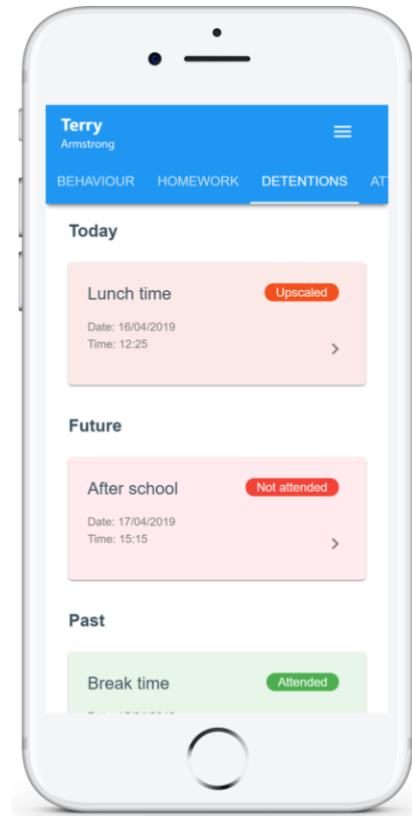 Terry
Armstrong
BEHAVIOUR HOMEWORK DETENTIONS AT
Today
Lunch time Upscaled
Date: 16/04/2019
Time: 12:25
Future
After school Not attended
Date: 17/04/2019
Time: 15:15
Past
Break time Attended